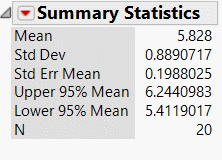 Summary Statistics
Mean 5.828
Std Dev 0.8890717
Std Err Mean 0.1988025
Upper 95% Mean 6.2440983
Lower 95% Mean 5.4119017
N 20